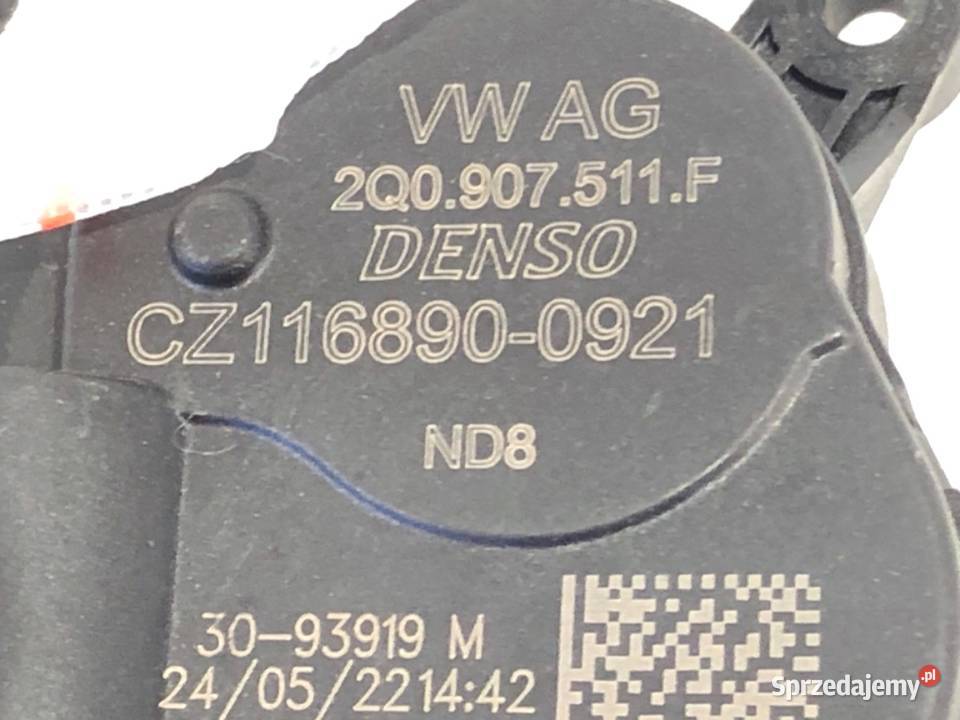 VW AG
2Q0.907.511.F
DENSO
CZ116890-0921
ND8
30-93919 M
24/05/2214:42
Sprzedajemy.pl